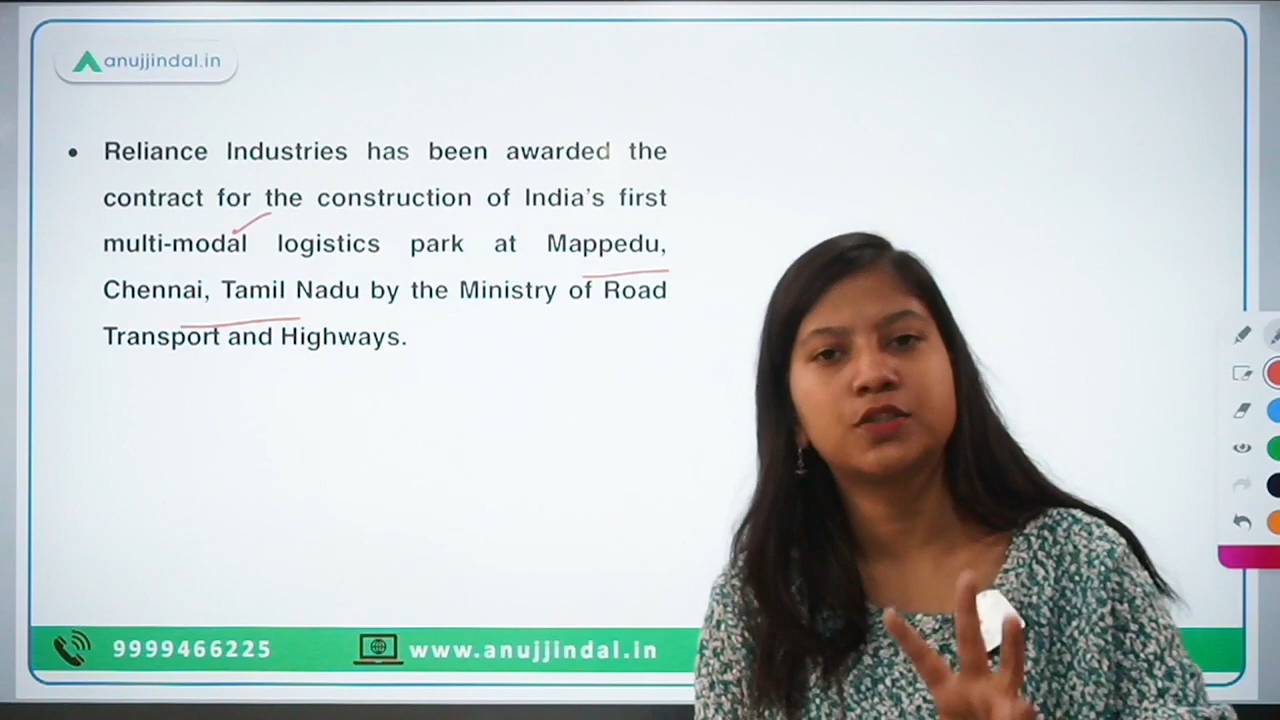 anujjindal.in
• Reliance Industries has been awarded the
contract for the construction of India's first
multi-modal logistics park at Mappedu,
Chennai, Tamil Nadu by the Ministry of Road
Transport and Highways.
9999466225 www.anujjindal.in